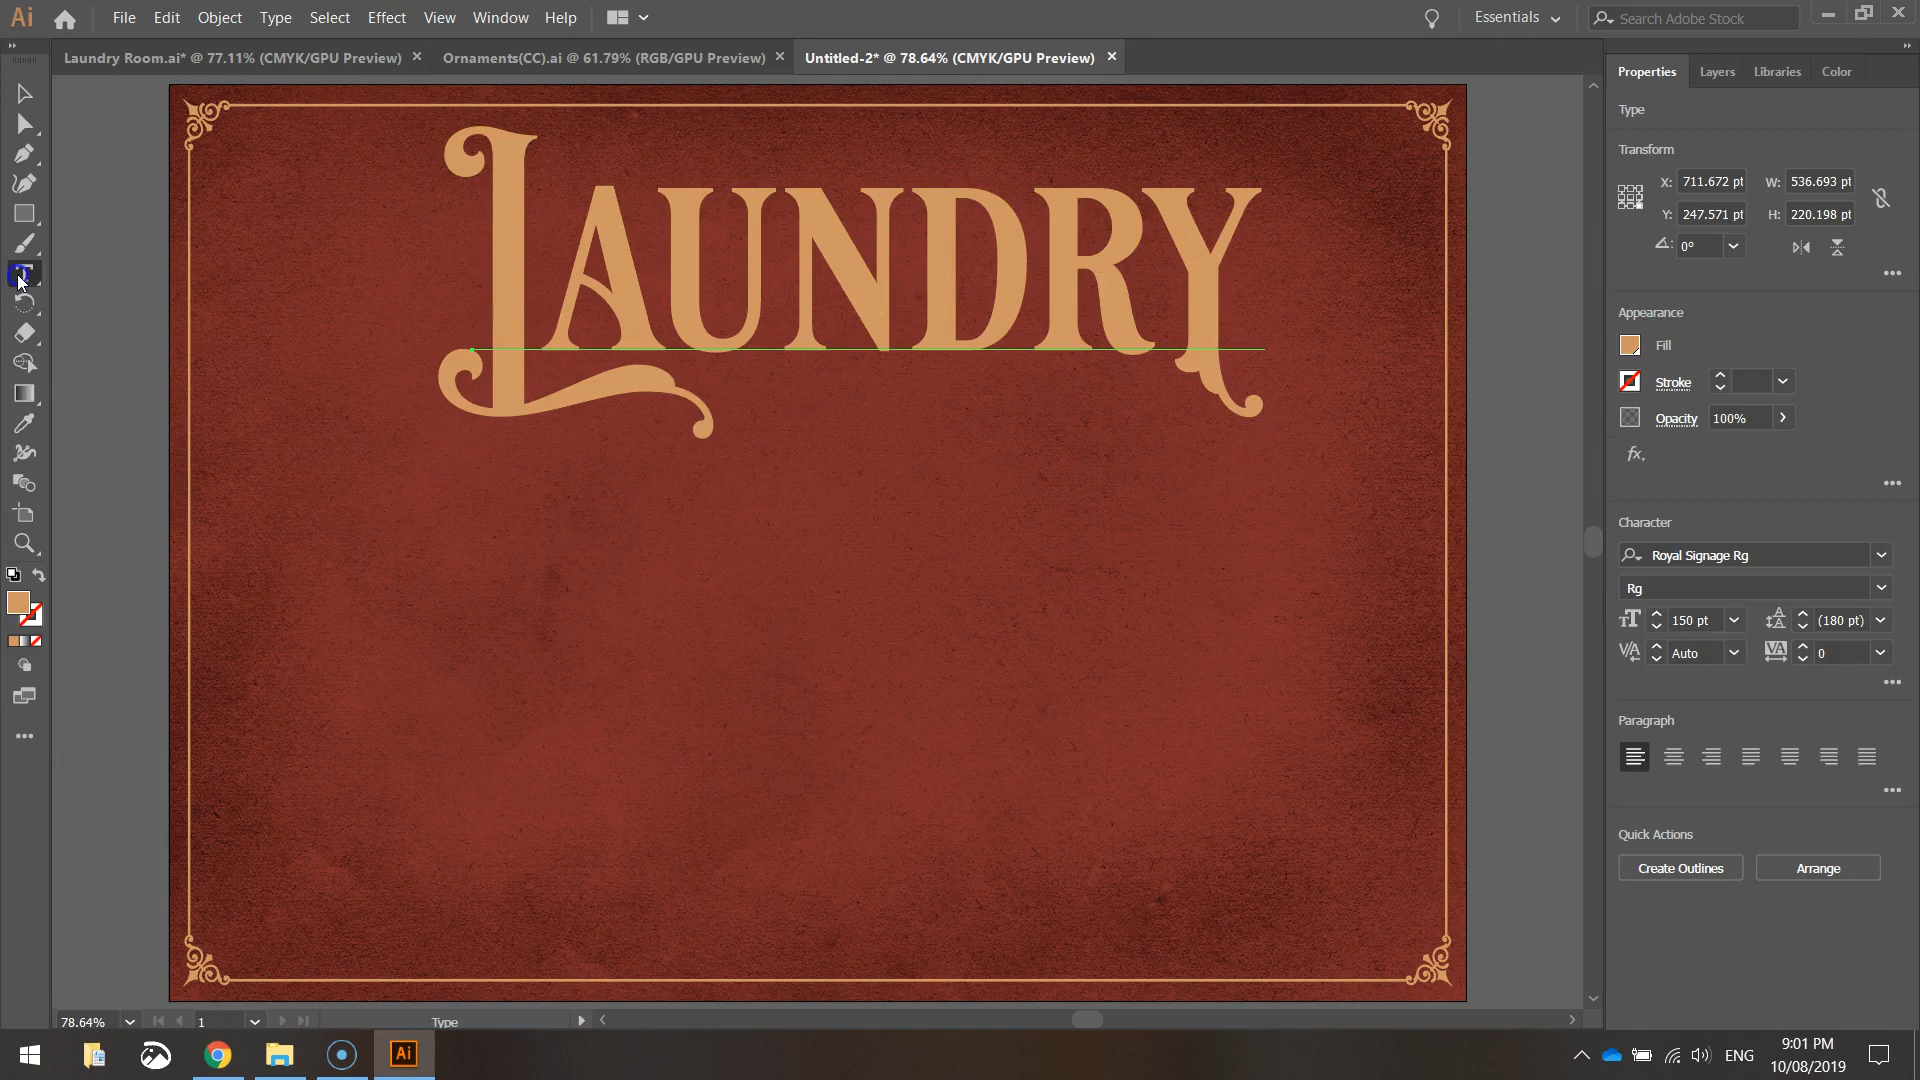 Ai File Edit Object Type Select Effect View Window Help Essentials Search Adobe Stock
Laundry Room.ai* @ 77.11% (CMYK/GPU Preview) × Ornaments(CC).ai @ 61.79% (RGB/GPU Preview) × Untitled-2* @ 78.64% (CMYK/GPU Preview) ×
Properties Layers Libraries Color
Type
Transform
X: 711.672 pt W: 536.693 pt
Y: 247.571 pt H: 220.198 pt
0°
Appearance
Fill
Stroke
Opacity 100%
fx.
Character
Royal Signage Rg
Rg
150 pt (180 pt)
Auto 0
Paragraph
Quick Actions
Create Outlines Arrange
LAUNDRY
78.64% 1 Type
Ai ENG 9:01 PM
10/08/2019